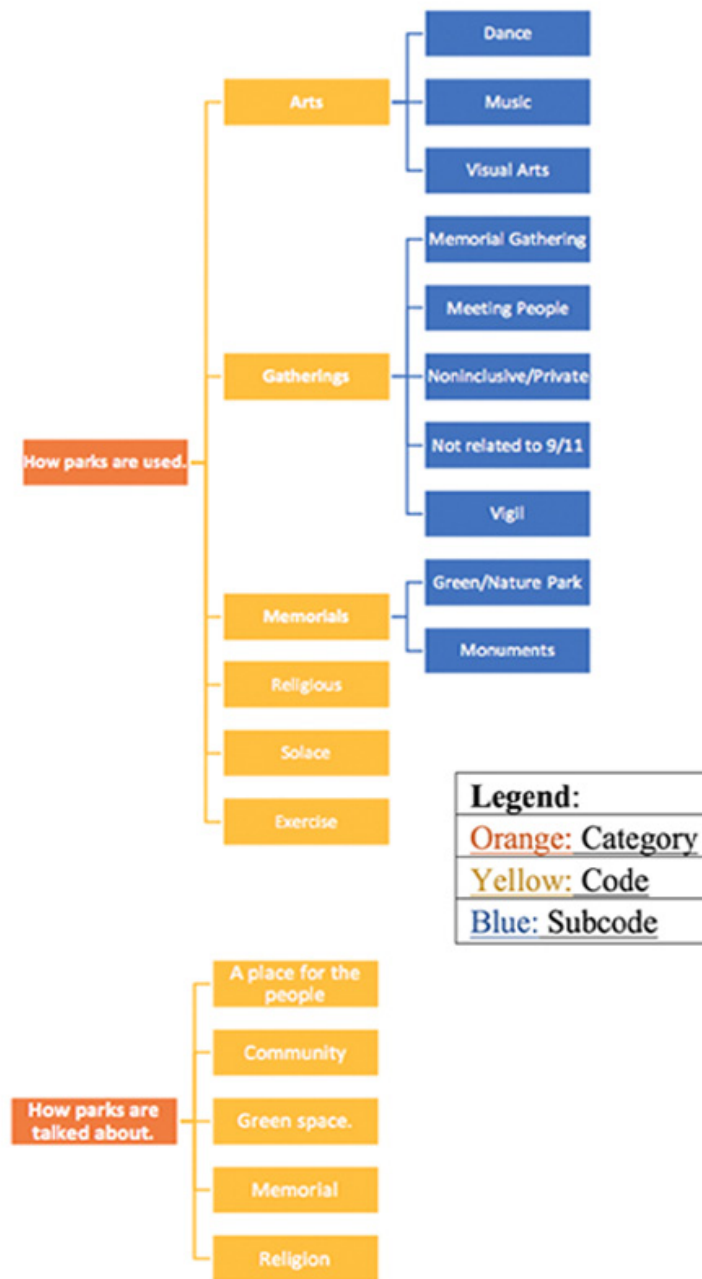 Dance
Arts
Music
Visual Arts
Memorial Gathering
Meeting People
Gatherings
Noninclusive/Private
How parks are used.
Not related to 9/11
Vigil
Green/Nature Park
Memorials
Monuments
Religious
Solace
Exercise
Legend:
Orange: Category
Yellow: Code
Blue: Subcode
A place for the
people
Community
How parks are
talked about.
Green space.
Memorial
Religion